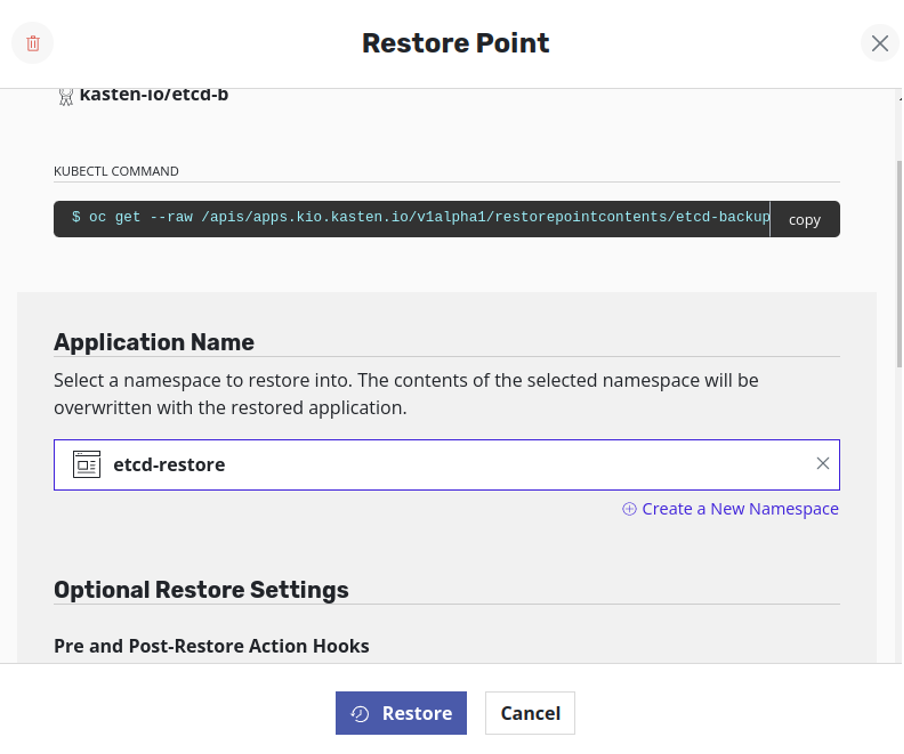 Restore Point
kasten-io/etcd-b
KUBECTL COMMAND
$ oc get --raw /apis/apps.kio.kasten.io/v1alpha1/restorepointcontents/etcd-backup
copy
Application Name
Select a namespace to restore into. The contents of the selected namespace will be
overwritten with the restored application.
etcd-restore
Create a New Namespace
Optional Restore Settings
Pre and Post-Restore Action Hooks
Restore
Cancel